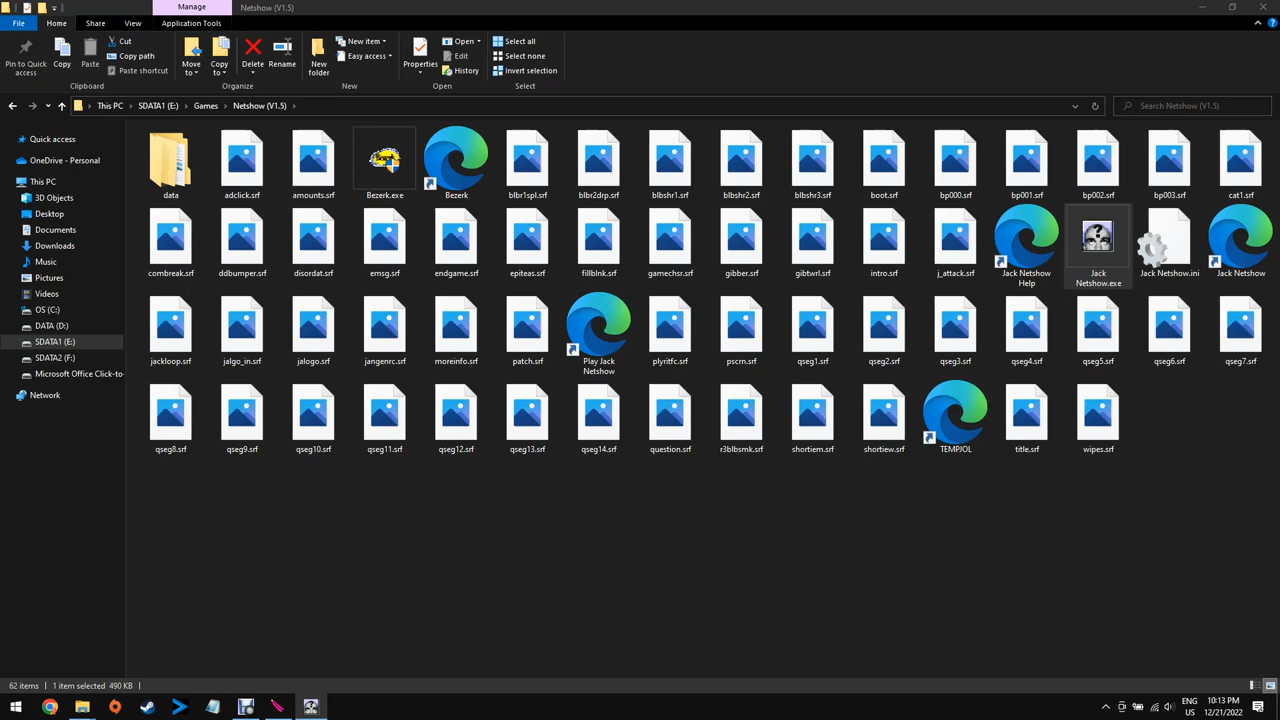 Manage
Netshow (V1.5)
File
Home
Share
View
Application Tools
Pin to Quick access
Copy
Paste
Cut
Copy path
Paste shortcut
Move to
Copy to
Delete
Rename
New folder
New item
Easy access
Properties
Open
Edit
History
Select all
Select none
Invert selection
Clipboard
Organize
New
Open
Select
This PC
SDATA1 (E:)
Games
Netshow (V1.5)
Search Netshow (V1.5)
Quick access
OneDrive - Personal
This PC
3D Objects
Desktop
Documents
Downloads
Music
Pictures
Videos
OS (C:)
DATA (D:)
SDATA1 (E:)
SDATA2 (F:)
Microsoft Office Click-to-
Network
data
adclick.srf
amounts.srf
Bezerk.exe
Bezerk
blbr1spl.srf
blbr2drp.srf
blbshr1.srf
blbshr2.srf
blbshr3.srf
boot.srf
bp000.srf
bp001.srf
bp002.srf
bp003.srf
cat1.srf
combreak.srf
ddbumper.srf
disordat.srf
emsg.srf
endgame.srf
epiteas.srf
fillblnk.srf
gamechsr.srf
gibber.srf
gibtwrl.srf
intro.srf
j_attack.srf
Jack Netshow Help
Jack Netshow.exe
Jack Netshow.ini
Jack Netshow
jackloop.srf
jalgo_in.srf
jalogo.srf
jangenrc.srf
moreinfo.srf
patch.srf
Play Jack Netshow
plyritfc.srf
pscrn.srf
qseg1.srf
qseg2.srf
qseg3.srf
qseg4.srf
qseg5.srf
qseg6.srf
qseg7.srf
qseg8.srf
qseg9.srf
qseg10.srf
qseg11.srf
qseg12.srf
qseg13.srf
qseg14.srf
question.srf
r3blbsmk.srf
shortiem.srf
shortiew.srf
TEMPJOL
title.srf
wipes.srf
62 items
1 item selected 490 KB
ENG
US
10:13 PM
12/21/2022